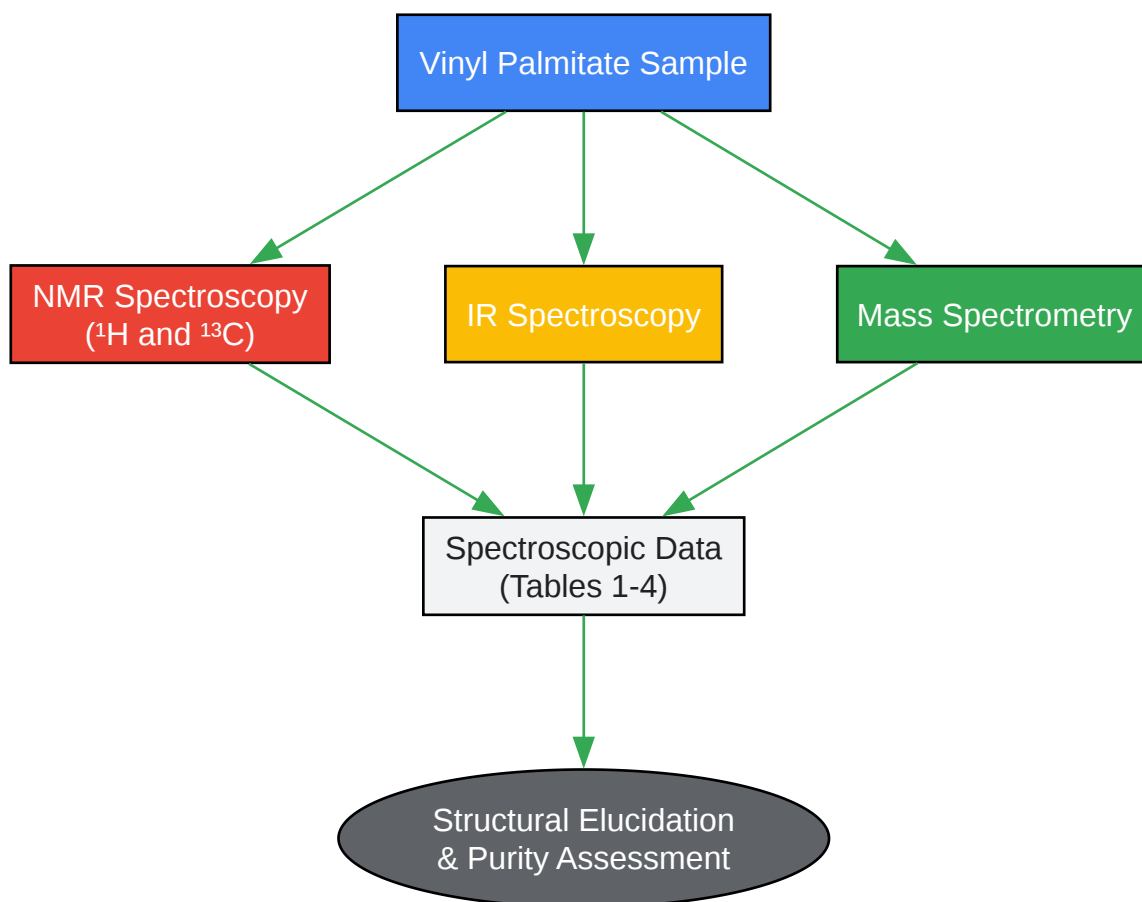 Vinyl Palmitate Sample
NMR Spectroscopy
(¹H and ¹³C)
IR Spectroscopy
Mass Spectrometry
Spectroscopic Data
(Tables 1-4)
Structural Elucidation
& Purity Assessment